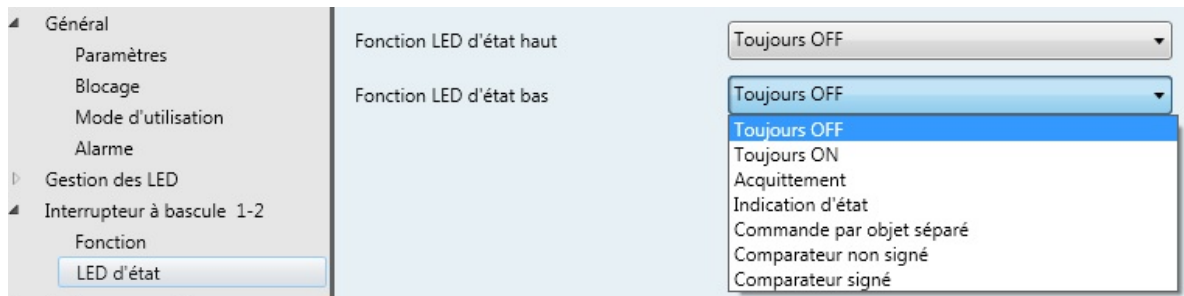 Général
Paramètres
Blocage
Mode d'utilisation
Alarme
Gestion des LED
Interrupteur à bascule 1-2
Fonction
LED d'état
Fonction LED d'état haut
Toujours OFF
Fonction LED d'état bas
Toujours OFF
Toujours OFF
Toujours ON
Acquittement
Indication d'état
Commande par objet séparé
Comparateur non signé
Comparateur signé